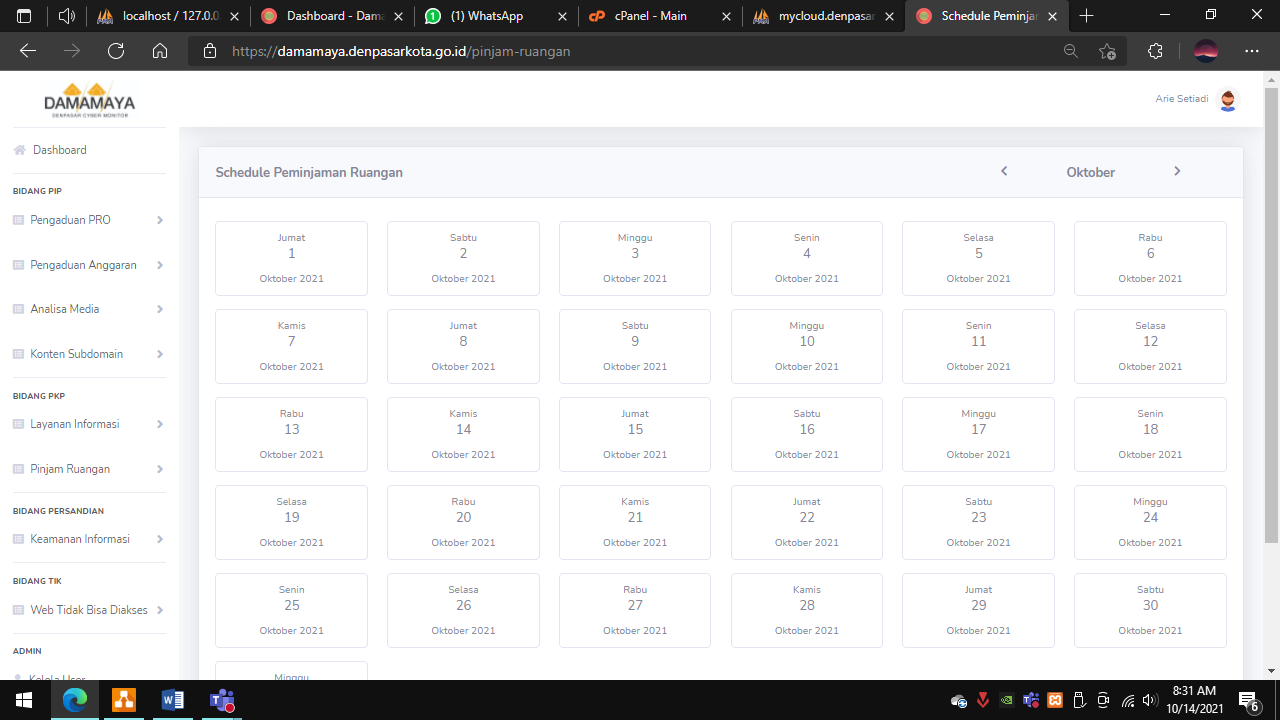 localhost / 127.0.0
Dashboard - Dama
(1) WhatsApp
cPanel - Main
mycloud.denpasar
Schedule Peminjar
https://damamaya.denpasarkota.go.id/pinjam-ruangan
DAMAMAYA
DENPASAR CYBER MONITOR
Arie Setiadi
Dashboard
BIDANG PIP
Pengaduan PRO
Pengaduan Anggaran
Analisa Media
Konten Subdomain
BIDANG PKP
Layanan Informasi
Pinjam Ruangan
BIDANG PERSANDIAN
Keamanan Informasi
BIDANG TIK
Web Tidak Bisa Diakses
ADMIN
Kelola User
Schedule Peminjaman Ruangan
Oktober
Jumat
1
Oktober 2021
Sabtu
2
Oktober 2021
Minggu
3
Oktober 2021
Senin
4
Oktober 2021
Selasa
5
Oktober 2021
Rabu
6
Oktober 2021
Kamis
7
Oktober 2021
Jumat
8
Oktober 2021
Sabtu
9
Oktober 2021
Minggu
10
Oktober 2021
Senin
11
Oktober 2021
Selasa
12
Oktober 2021
Rabu
13
Oktober 2021
Kamis
14
Oktober 2021
Jumat
15
Oktober 2021
Sabtu
16
Oktober 2021
Minggu
17
Oktober 2021
Senin
18
Oktober 2021
Selasa
19
Oktober 2021
Rabu
20
Oktober 2021
Kamis
21
Oktober 2021
Jumat
22
Oktober 2021
Sabtu
23
Oktober 2021
Minggu
24
Oktober 2021
Senin
25
Oktober 2021
Selasa
26
Oktober 2021
Rabu
27
Oktober 2021
Kamis
28
Oktober 2021
Jumat
29
Oktober 2021
Sabtu
30
Oktober 2021
Minggu
8:31 AM
10/14/2021
6